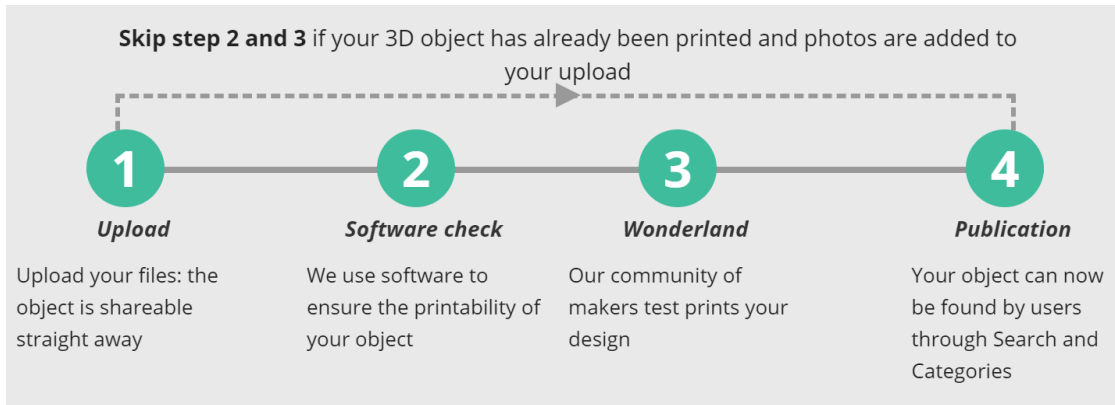 Skip step 2 and 3 if your 3D object has already been printed and photos are added to
your upload
1
2
3
4
Upload
Software check
Wonderland
Publication
Upload your files: the
object is shareable
straight away
We use software to
ensure the printability of
your object
Our community of
makers test prints your
design
Your object can now
be found by users
through Search and
Categories